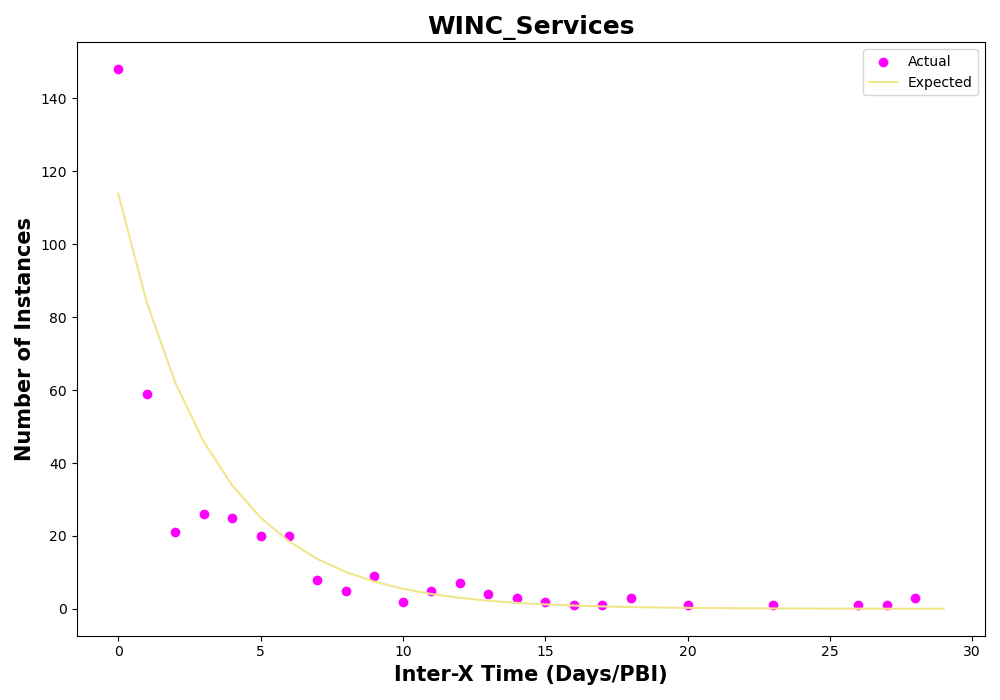 WINC_Services
Actual
Expected
Number of Instances
140
120
100
80
60
40
20
0
0 5 10 15 20 25 30
Inter-X Time (Days/PBI)